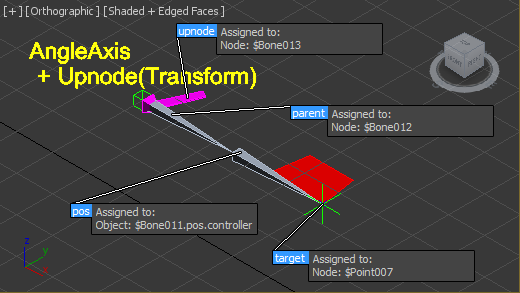 [ + ] [Orthographic ] [Shaded + Edged Faces ]
upnode
Assigned to:
Node: $Bone013
AngleAxis
+ Upnode(Transform)
parent
Assigned to:
Node: $Bone012
pos
Assigned to:
Object: $Bone011.pos.controller
target
Assigned to:
Node: $Point007
z
y
x